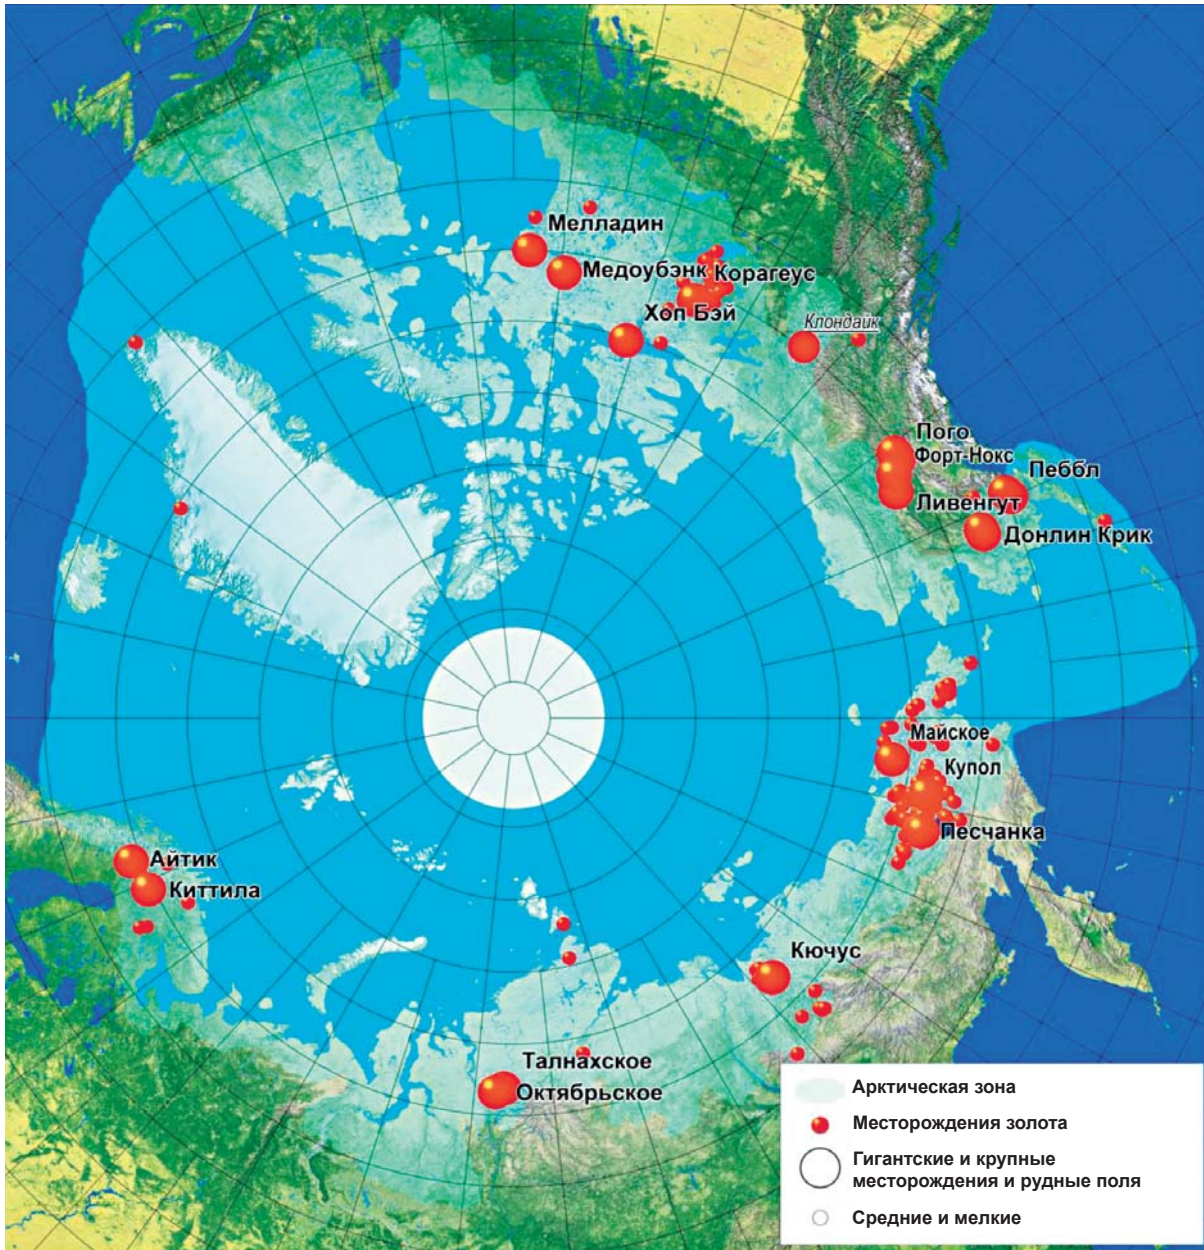 Мелладин
Медоубэнк
Корагеус
Хоп Бэй
Клондайк
Пого
Форт-Нокс
Пеббл
Ливенгут
Донлин Крик
Майское
Купол
Песчанка
Айтик
Киттила
Кючус
Талнахское
Октябрьское
Арктическая зона
Месторождения золота
Гигантские и крупные
месторождения и рудные поля
Средние и мелкие